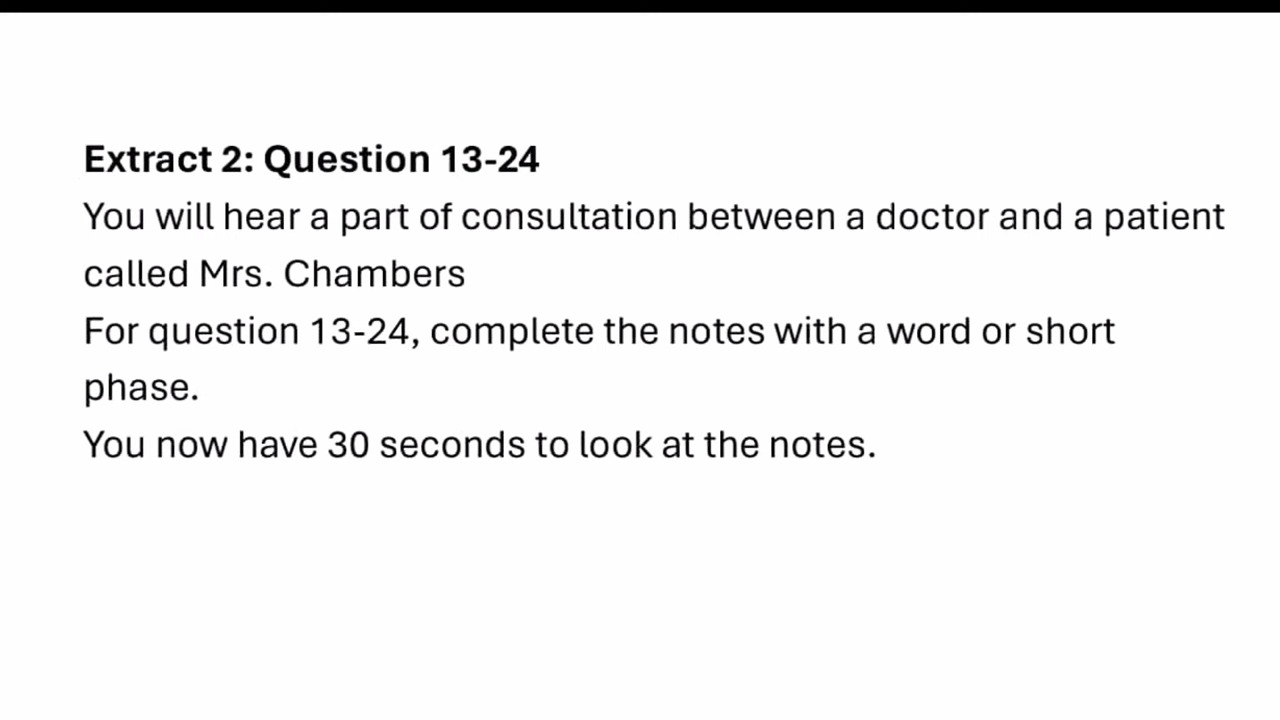 Extract 2: Question 13-24
You will hear a part of consultation between a doctor and a patient
called Mrs. Chambers
For question 13-24, complete the notes with a word or short
phase.
You now have 30 seconds to look at the notes.